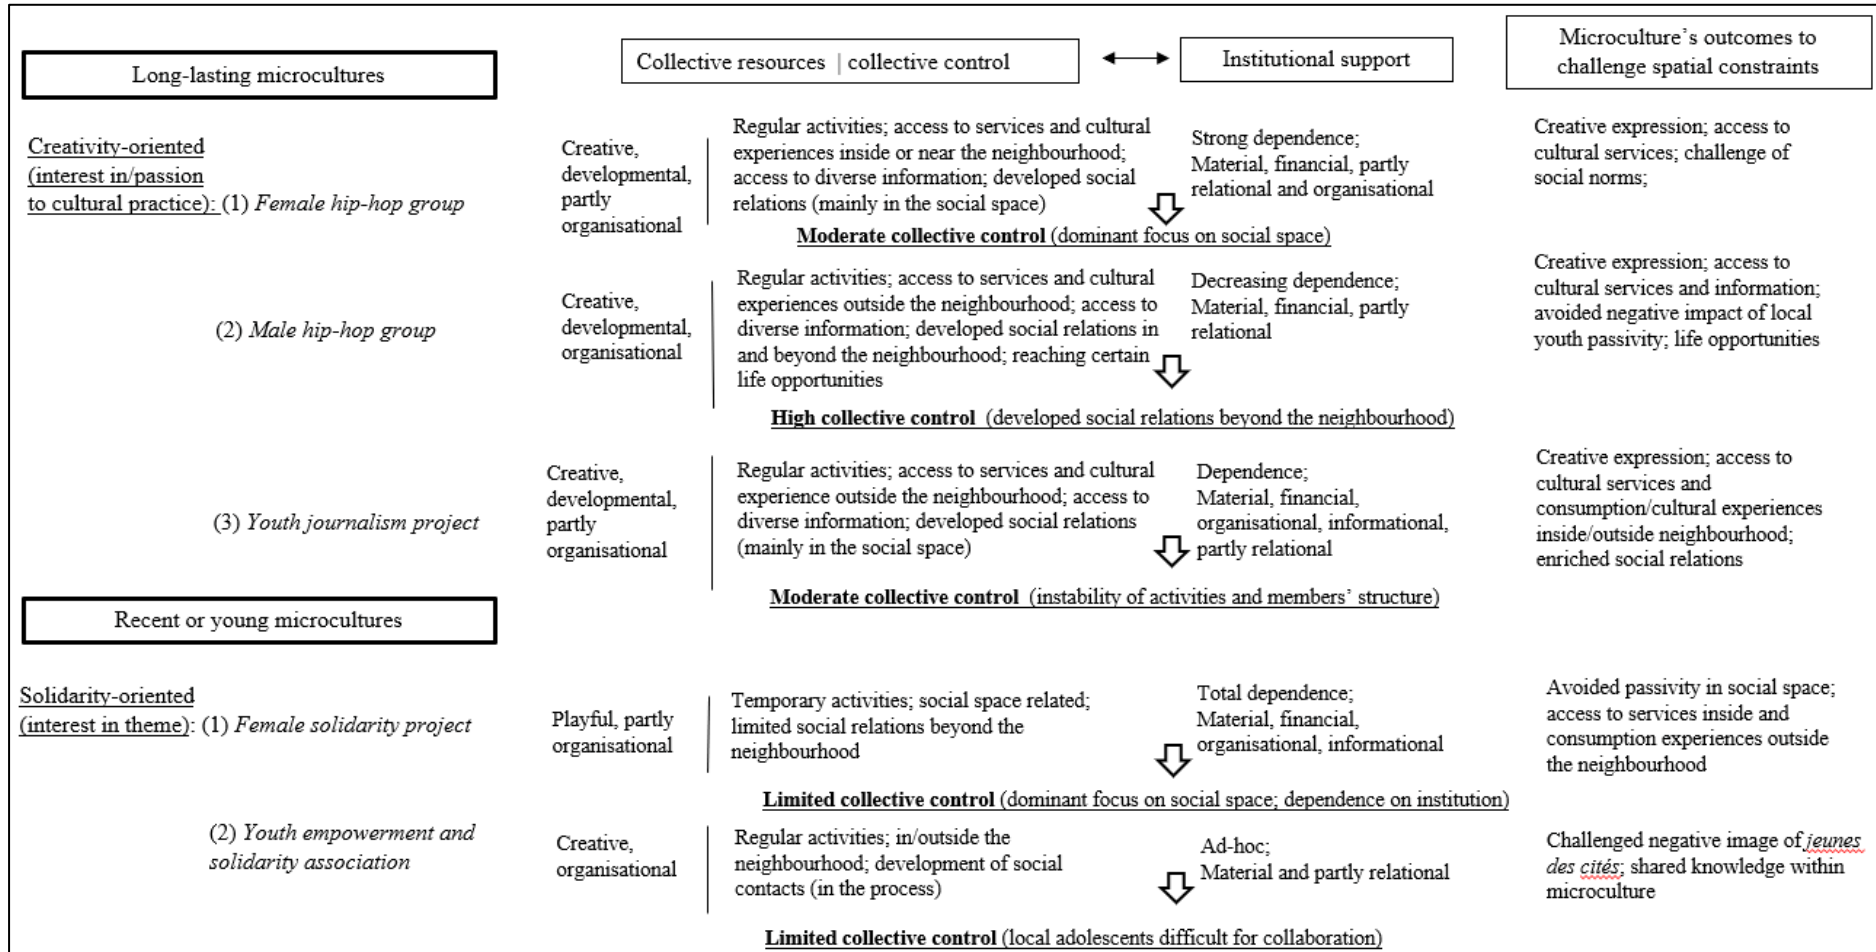 Long-lasting microcultures
Collective resources | collective control
Institutional support
Microculture's outcomes to
challenge spatial constraints
Creativity-oriented
(interest in/passion
to cultural practice): (1) Female hip-hop group
Creative,
developmental,
partly
organisational
Regular activities; access to services and cultural
experiences inside or near the neighbourhood;
access to diverse information; developed social
relations (mainly in the social space)
Strong dependence;
Material, financial, partly
relational and organisational
Creative expression; access to
cultural services; challenge of
social norms;
Moderate collective control (dominant focus on social space)
(2) Male hip-hop group
Creative,
developmental,
organisational
Regular activities; access to services and cultural
experiences outside the neighbourhood; access to
diverse information; developed social relations in
and beyond the neighbourhood; reaching certain
life opportunities
Decreasing dependence;
Material, financial, partly
relational
Creative expression; access to
cultural services and information;
avoided negative impact of local
youth passivity; life opportunities
High collective control (developed social relations beyond the neighbourhood)
(3) Youth journalism project
Creative,
developmental,
partly
organisational
Regular activities; access to services and cultural
experience outside the neighbourhood; access to
diverse information; developed social relations
(mainly in the social space)
Dependence;
Material, financial,
organisational, informational,
partly relational
Creative expression; access to
cultural services and
consumption/cultural experiences
inside/outside neighbourhood;
enriched social relations
Moderate collective control (instability of activities and members' structure)
Recent or young microcultures
Solidarity-oriented
(interest in theme): (1) Female solidarity project
Playful, partly
organisational
Temporary activities; social space related;
limited social relations beyond the
neighbourhood
Total dependence;
Material, financial,
organisational, informational
Avoided passivity in social space;
access to services inside and
consumption experiences outside
the neighbourhood
Limited collective control (dominant focus on social space; dependence on institution)
(2) Youth empowerment and
solidarity association
Creative,
organisational
Regular activities; in/outside the
neighbourhood; development of social
contacts (in the process)
Ad-hoc;
Material and partly relational
Challenged negative image of jeunes
des cités; shared knowledge within
microculture
Limited collective control (local adolescents difficult for collaboration)